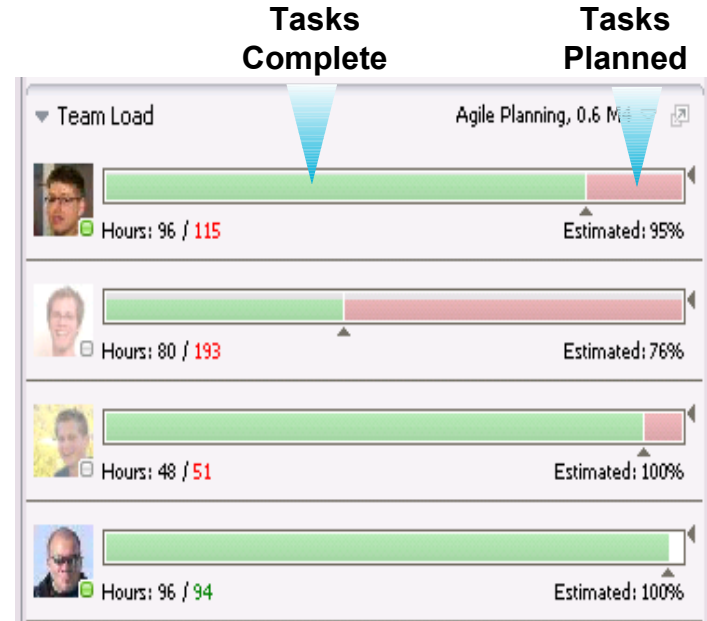 Tasks Complete
Tasks Planned
Team Load
Agile Planning, 0.6 M4
Hours: 96 / 115
Estimated: 95%
Hours: 80 / 193
Estimated: 76%
Hours: 48 / 51
Estimated: 100%
Hours: 96 / 94
Estimated: 100%